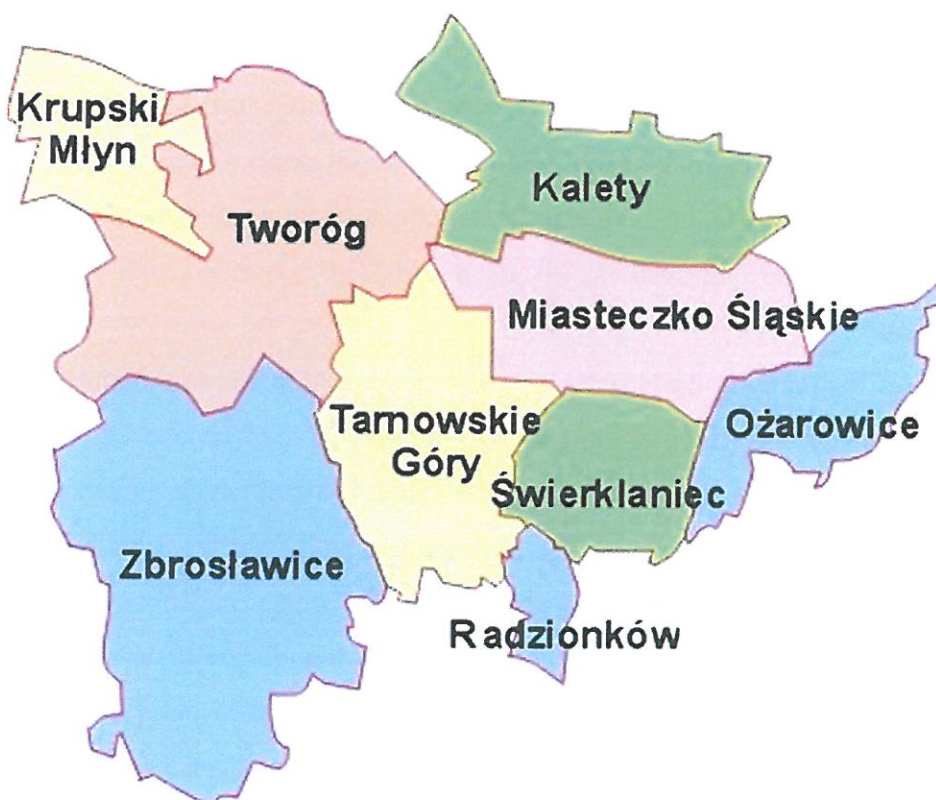 Krupski
Młyn
Kalety
Tworóg
Miasteczko Śląskie
Tarnowskie
Góry
Ożarowice
Świerklaniec
Zbrosławice
Radzionków